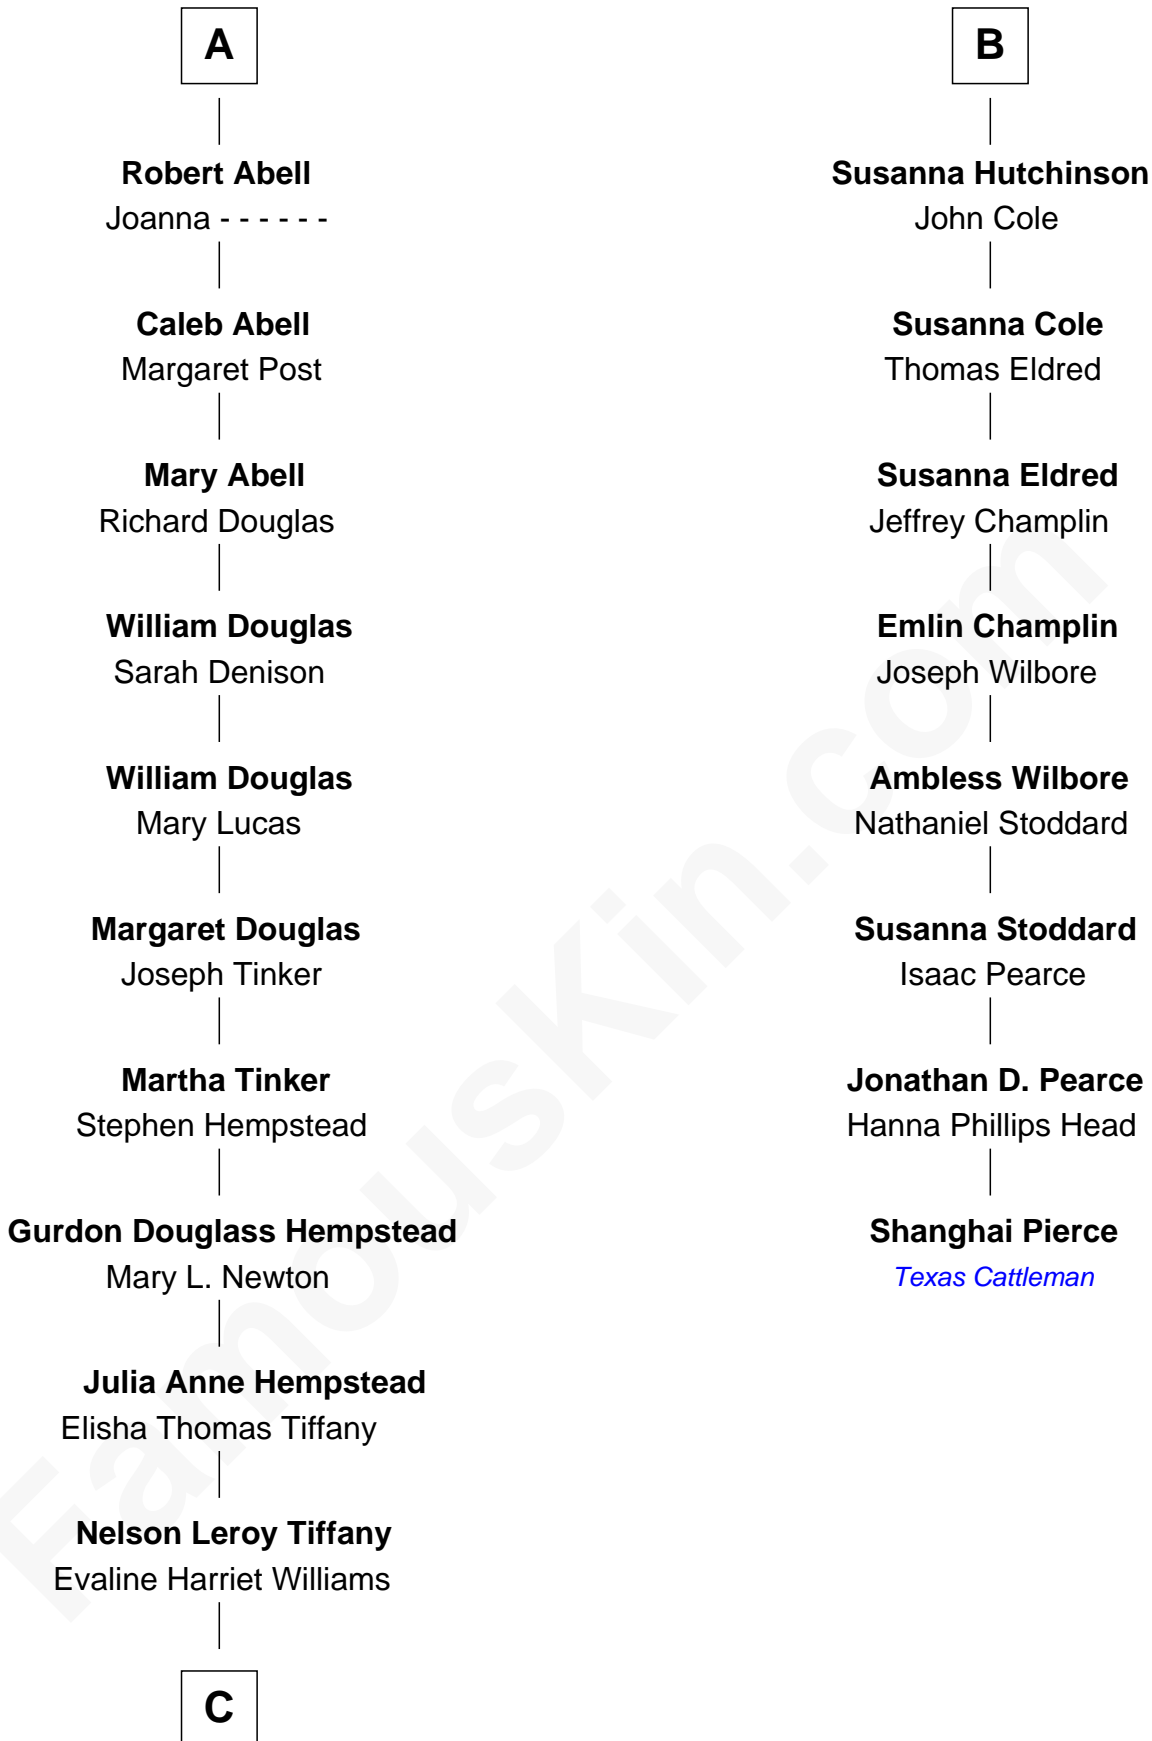 A
Robert Abell
Joanna - - - - - -
Caleb Abell
Margaret Post
Mary Abell
Richard Douglas
William Douglas
Sarah Denison
William Douglas
Mary Lucas
Margaret Douglas
Joseph Tinker
Martha Tinker
Stephen Hempstead
Gurdon Douglass Hempstead
Mary L. Newton
Julia Anne Hempstead
Elisha Thomas Tiffany
Nelson Leroy Tiffany
Evaline Harriet Williams
C
B
Susanna Hutchinson
John Cole
Susanna Cole
Thomas Eldred
Susanna Eldred
Jeffrey Champlin
Emlin Champlin
Joseph Wilbore
Ambless Wilbore
Nathaniel Stoddard
Susanna Stoddard
Isaac Pearce
Jonathan D. Pearce
Hanna Phillips Head
Shanghai Pierce
Texas Cattleman
FamousKin.com